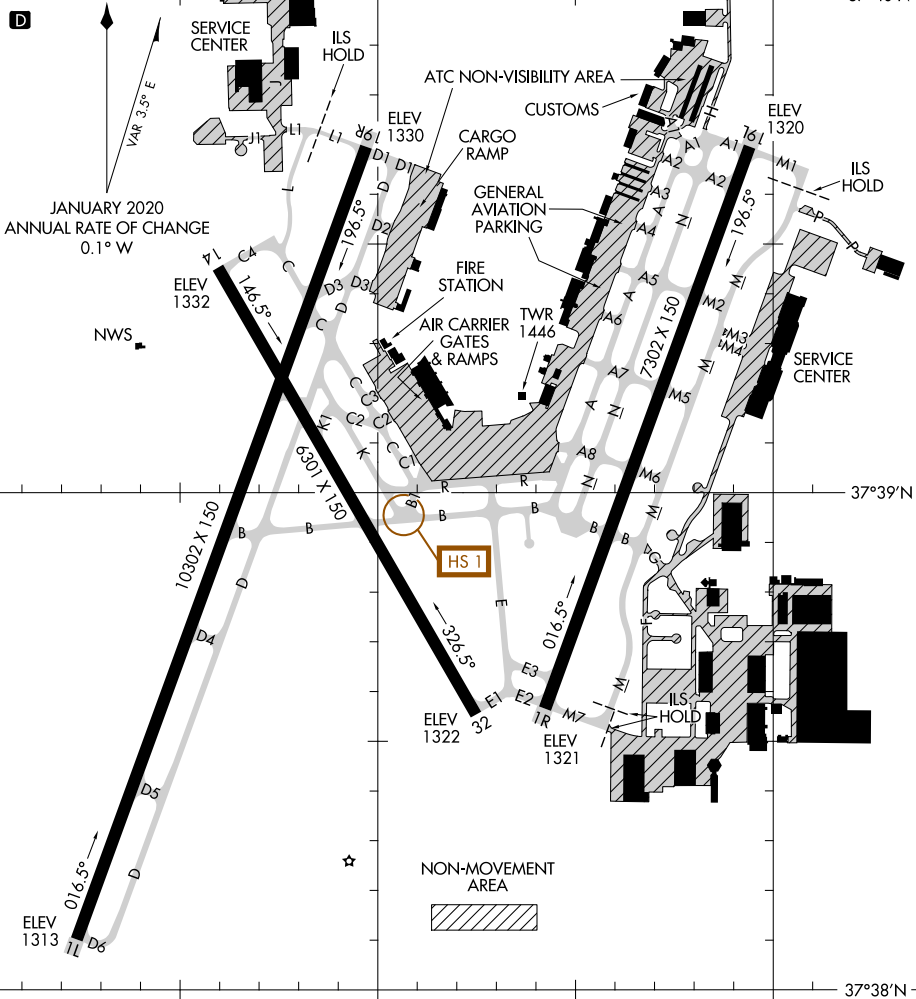 D
VAR 3.5° E
JANUARY 2020
ANNUAL RATE OF CHANGE
0.1° W
SERVICE
CENTER
ILS
HOLD
ATC NON-VISIBILITY AREA
CUSTOMS
ELEV
1330
ELEV
1320
CARGO
RAMP
GENERAL
AVIATION
PARKING
ILS
HOLD
J
J1
L1
L1
L
19R
D1
D1
D
D2
196.5°
H
A
A1
A1
A2
A2
A3
A
A4
N
19L
M1
196.5°
P
P
14
C4
C
ELEV
1332
146.5°
D3
D3
D
C
NWS
FIRE
STATION
AIR CARRIER
GATES
& RAMPS
TWR
1446
A5
A
A6
A7
A
N
A8
N
7302 X 150
M
M2
M3
M4
M
M5
M6
M
SERVICE
CENTER
C
C3
C2
C2
C
C1
K1
K
6301 X 150
10302 X 150
R
R
B1
B
B
B
B
B
B
37°39'N
HS 1
D
D4
D5
D
E
E3
E2
E1
016.5°
326.5°
F
M
M7
ILS
HOLD
ELEV
1322
32
1R
ELEV
1321
016.5°
ELEV
1313
1L
D6
NON-MOVEMENT
AREA
37°38'N